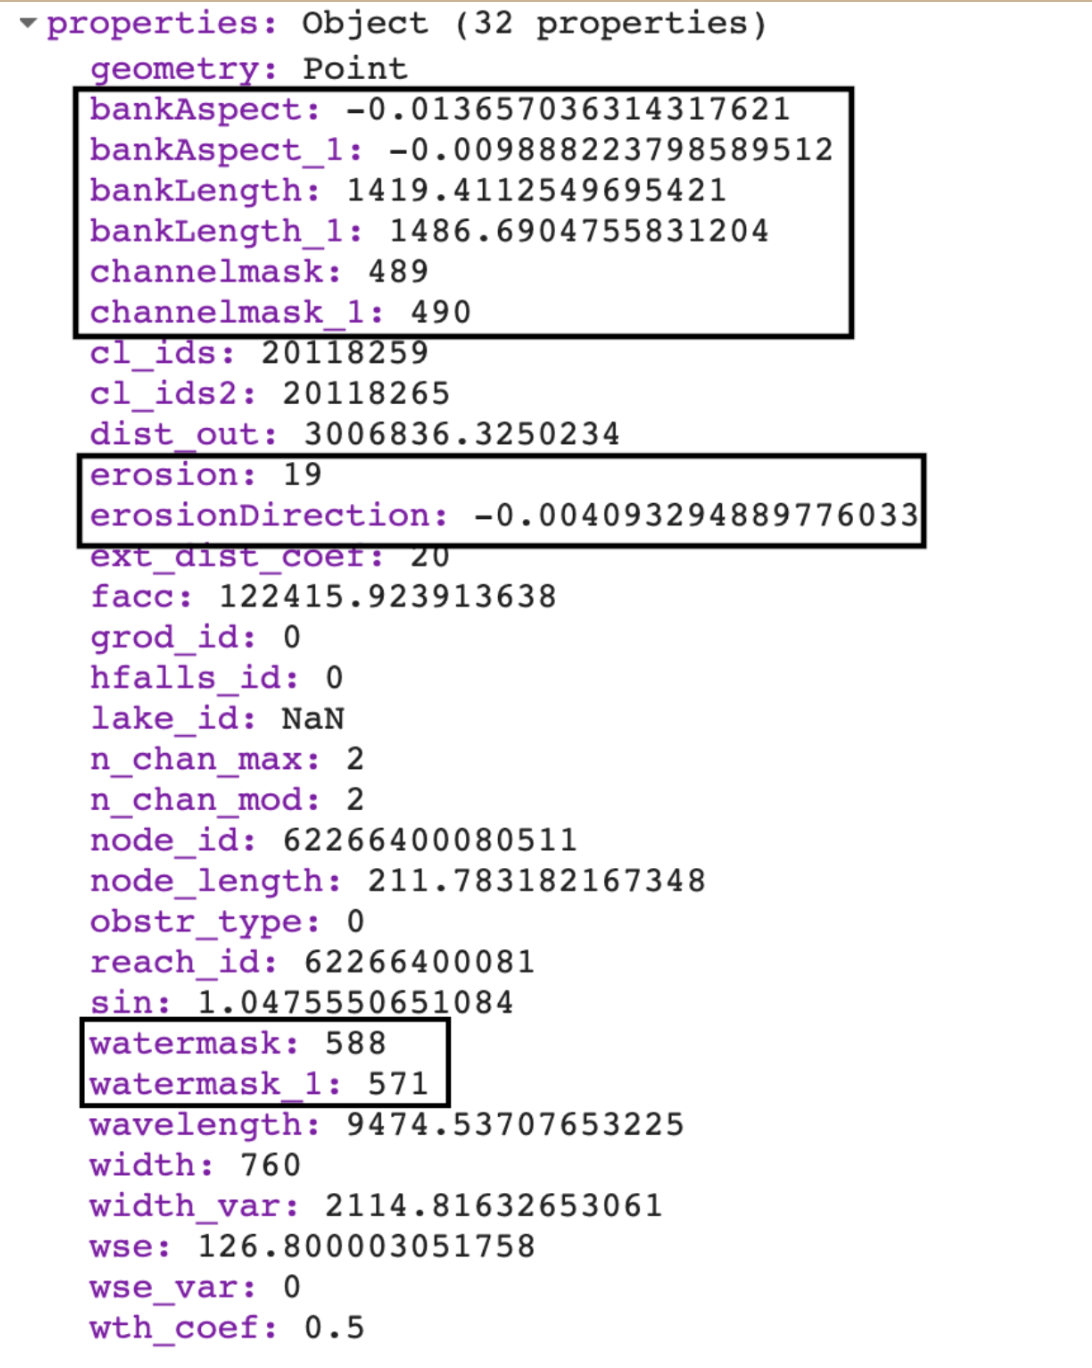 properties: Object (32 properties)
geometry: Point
bankAspect: -0.013657036314317621
bankAspect_1: -0.009888223798589512
bankLength: 1419.4112549695421
bankLength_1: 1486.6904755831204
channelmask: 489
channelmask_1: 490
cl_ids: 20118259
cl_ids2: 20118265
dist_out: 3006836.3250234
erosion: 19
erosionDirection: -0.004093294889776033
ext_dist_coef: 20
facc: 122415.923913638
grod_id: 0
hfalls_id: 0
lake_id: NaN
n_chan_max: 2
n_chan_mod: 2
node_id: 62266400080511
node_length: 211.783182167348
obstr_type: 0
reach_id: 62266400081
sin: 1.0475550651084
watermask: 588
watermask_1: 571
wavelength: 9474.53707653225
width: 760
width_var: 2114.81632653061
wse: 126.800003051758
wse_var: 0
wth_coef: 0.5